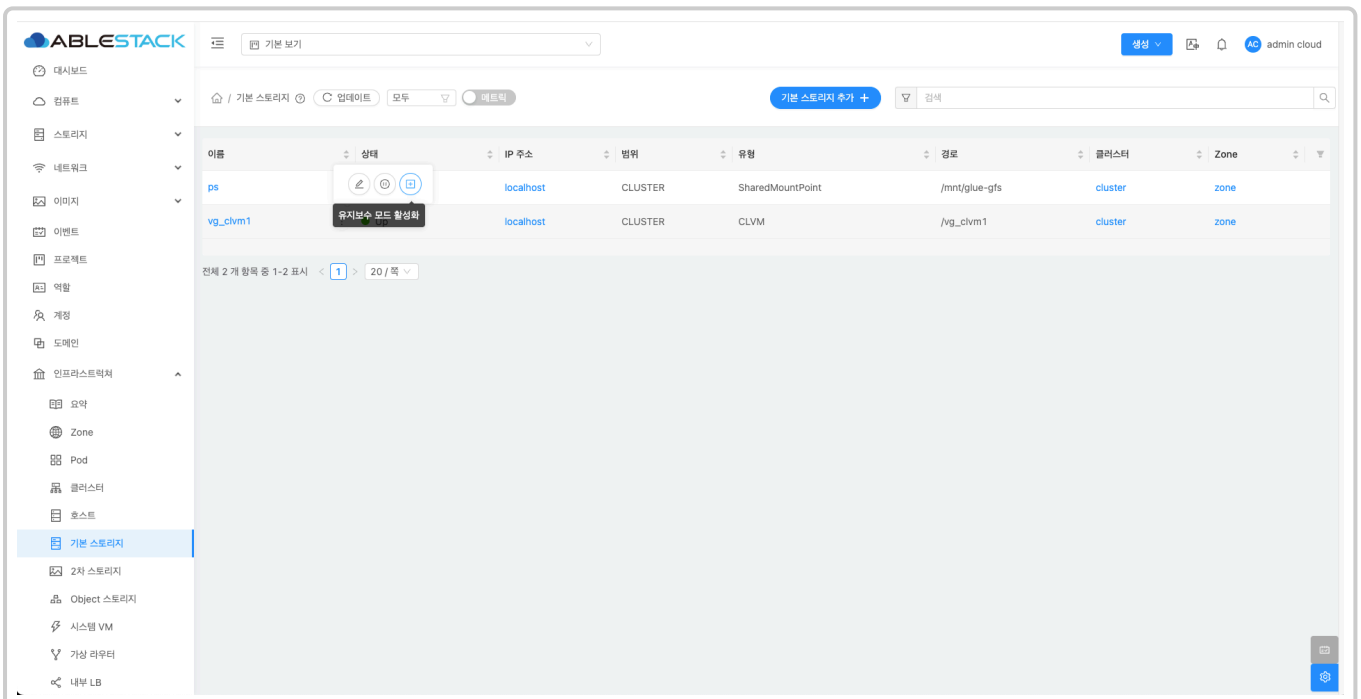 ABLESTACK
기본 보기
생성
AC admin cloud
대시보드
컴퓨트
스토리지
네트워크
이미지
이벤트
프로젝트
역할
계정
도메인
인프라스트럭쳐
요약
Zone
Pod
클러스터
호스트
기본 스토리지
2차 스토리지
Object 스토리지
시스템 VM
가상 라우터
내부 LB
/ 기본 스토리지 업데이트 모두 메트릭
기본 스토리지 추가 +
검색
이름 상태 IP 주소 범위 유형 경로 클러스터 Zone
ps localhost CLUSTER SharedMountPoint /mnt/glue-gfs cluster zone
유지보수 모드 활성화
vg_clvm1 Up localhost CLUSTER CLVM /vg_clvm1 cluster zone
전체 2 개 항목 중 1-2 표시 < 1 > 20 / 쪽